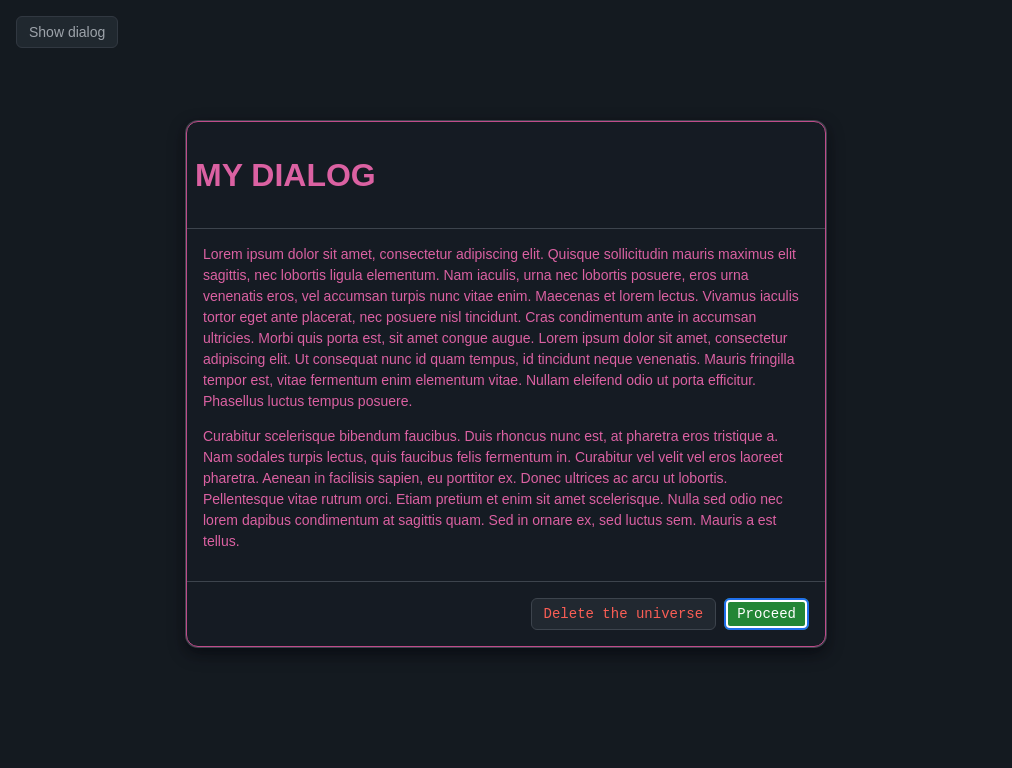 Show dialog
MY DIALOG
Lorem ipsum dolor sit amet, consectetur adipiscing elit. Quisque sollicitudin mauris maximus elit
sagittis, nec lobortis ligula elementum. Nam iaculis, urna nec lobortis posuere, eros urna
venenatis eros, vel accumsan turpis nunc vitae enim. Maecenas et lorem lectus. Vivamus iaculis
tortor eget ante placerat, nec posuere nisl tincidunt. Cras condimentum ante in accumsan
ultricies. Morbi quis porta est, sit amet congue augue. Lorem ipsum dolor sit amet, consectetur
adipiscing elit. Ut consequat nunc id quam tempus, id tincidunt neque venenatis. Mauris fringilla
tempor est, vitae fermentum enim elementum vitae. Nullam eleifend odio ut porta efficitur.
Phasellus luctus tempus posuere.
Curabitur scelerisque bibendum faucibus. Duis rhoncus nunc est, at pharetra eros tristique a.
Nam sodales turpis lectus, quis faucibus felis fermentum in. Curabitur vel velit vel eros laoreet
pharetra. Aenean in facilisis sapien, eu porttitor ex. Donec ultrices ac arcu ut lobortis.
Pellentesque vitae rutrum orci. Etiam pretium et enim sit amet scelerisque. Nulla sed odio nec
lorem dapibus condimentum at sagittis quam. Sed in ornare ex, sed luctus sem. Mauris a est
tellus.
Delete the universe
Proceed